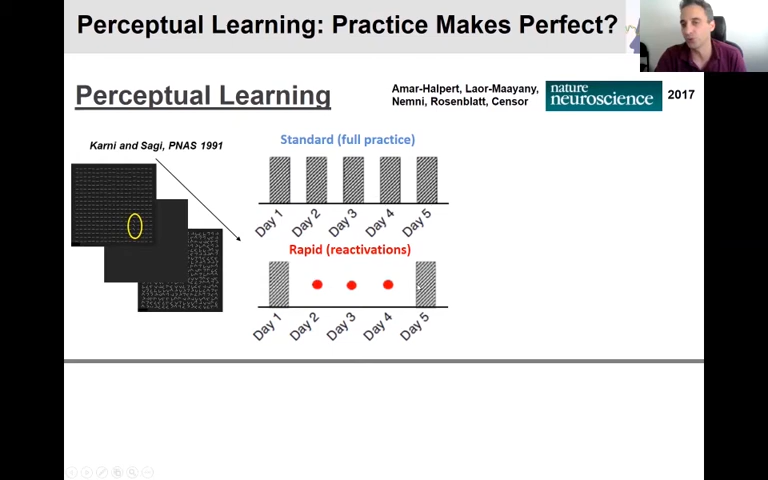 Perceptual Learning: Practice Makes Perfect?
Perceptual Learning
Amar-Halpert, Laor-Maayany,
Nemni, Rosenblatt, Censor
nature
neuroscience
2017
Karni and Sagi, PNAS 1991
Standard (full practice)
Day 1
Day 2
Day 3
Day 4
Day 5
Rapid (reactivations)
Day 1
Day 2
Day 3
Day 4
Day 5